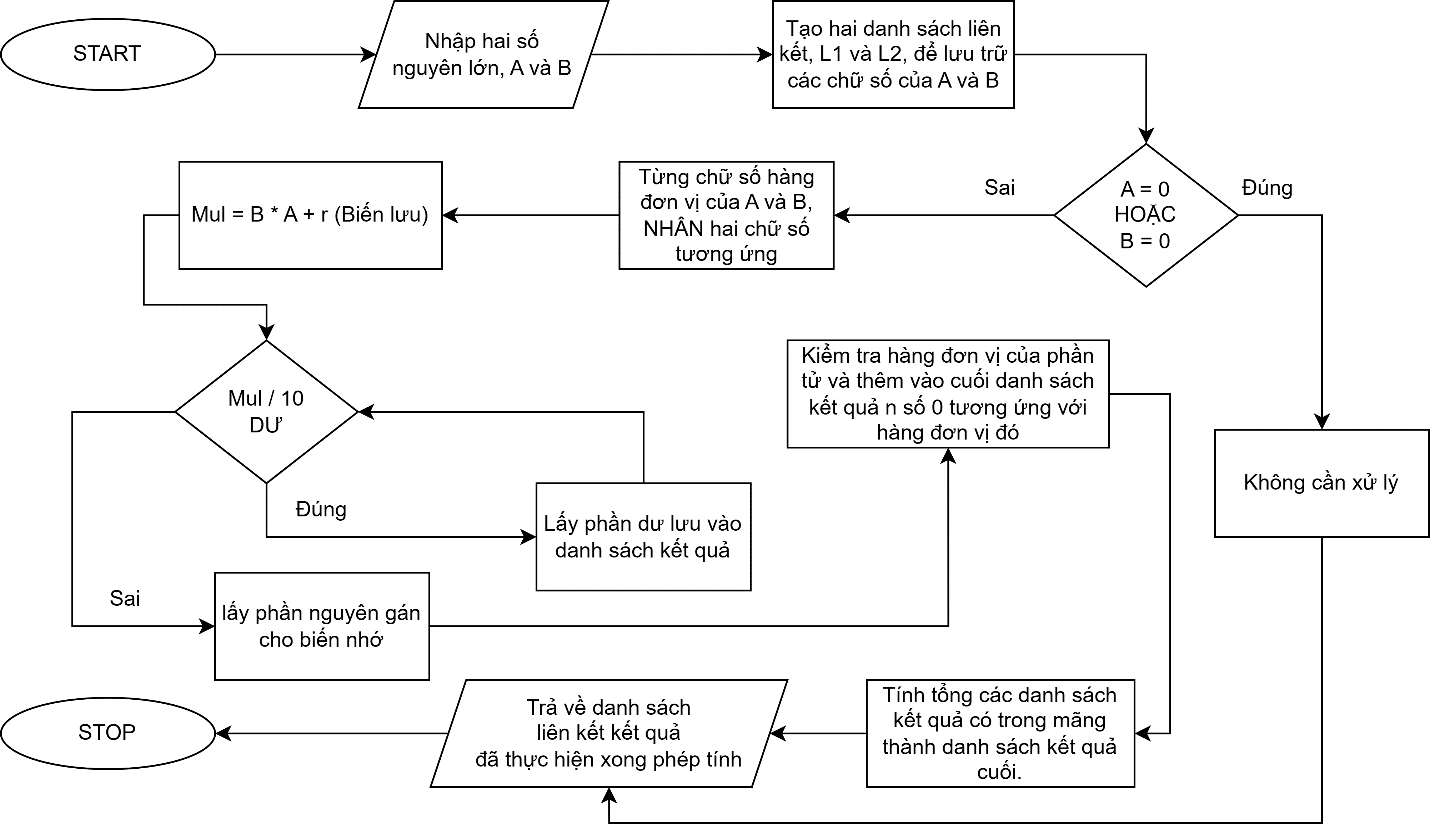 START
Nhập hai số
nguyên lớn, A và B
Tạo hai danh sách liên
kết, L1 và L2, để lưu trữ
các chữ số của A và B
A = 0
HOẶC
B = 0
Sai
Đúng
Từng chữ số hàng
đơn vị của A và B,
NHÂN hai chữ số
tương ứng
Mul = B * A + r (Biến lưu)
Mul / 10
DƯ
Đúng
Lấy phần dư lưu vào
danh sách kết quả
Sai
lấy phần nguyên gán
cho biến nhớ
Kiểm tra hàng đơn vị của phần
tử và thêm vào cuối danh sách
kết quả n số 0 tương ứng với
hàng đơn vị đó
Không cần xử lý
Tính tổng các danh sách
kết quả có trong mãng
thành danh sách kết quả
cuối.
Trả về danh sách
liên kết kết quả
đã thực hiện xong phép tính
STOP